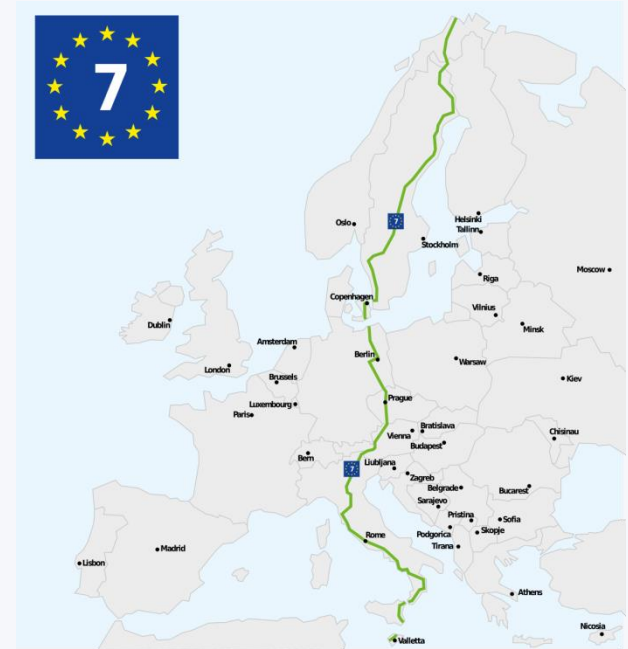 7
Oslo
7
Helsinki
Tallinn
Stockholm
Riga
Moscow
Copenhagen
Vilnius
Minsk
Dublin
Amsterdam
Berlin
Warsaw
London
Brussels
Kiev
Luxembourg
Prague
Paris
Bratislava
Vienna
Budapest
Chisinau
Bern
7
Ljubljana
Zagreb
Belgrade
Bucarest
Sarajevo
Pristina
Sofia
Podgorica
Skopje
Rome
Tirana
Madrid
Lisbon
Athens
Nicosia
Valletta